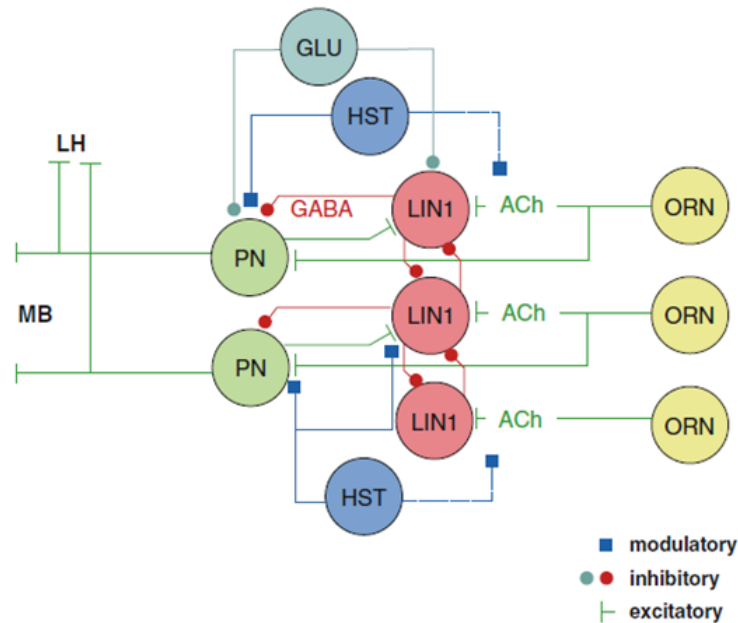 GLU
HST
LH
GABA
LIN1
ACh
ORN
PN
MB
LIN1
ACh
ORN
PN
LIN1
ACh
ORN
HST
modulatory
inhibitory
excitatory